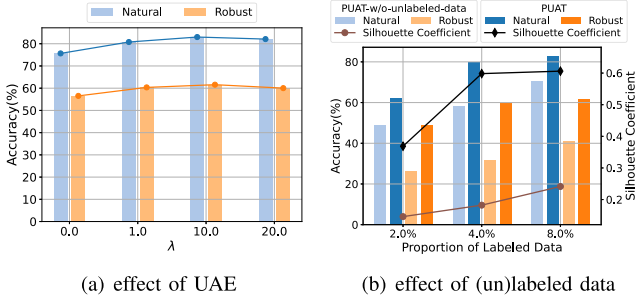 Natural Robust
Accuracy(%)
80
70
60
50
40
30
20
10
0
0.0 1.0 10.0 20.0
λ
(a) effect of UAE
PUAT-w/o-unlabeled-data PUAT
Natural Robust Natural Robust
Silhouette Coefficient Silhouette Coefficient
Accuracy(%)
80
60
40
20
0
0.6
0.5
0.4
0.3
0.2
Silhouette Coefficient
2.0% 4.0% 8.0%
Proportion of Labeled Data
(b) effect of (un)labeled data